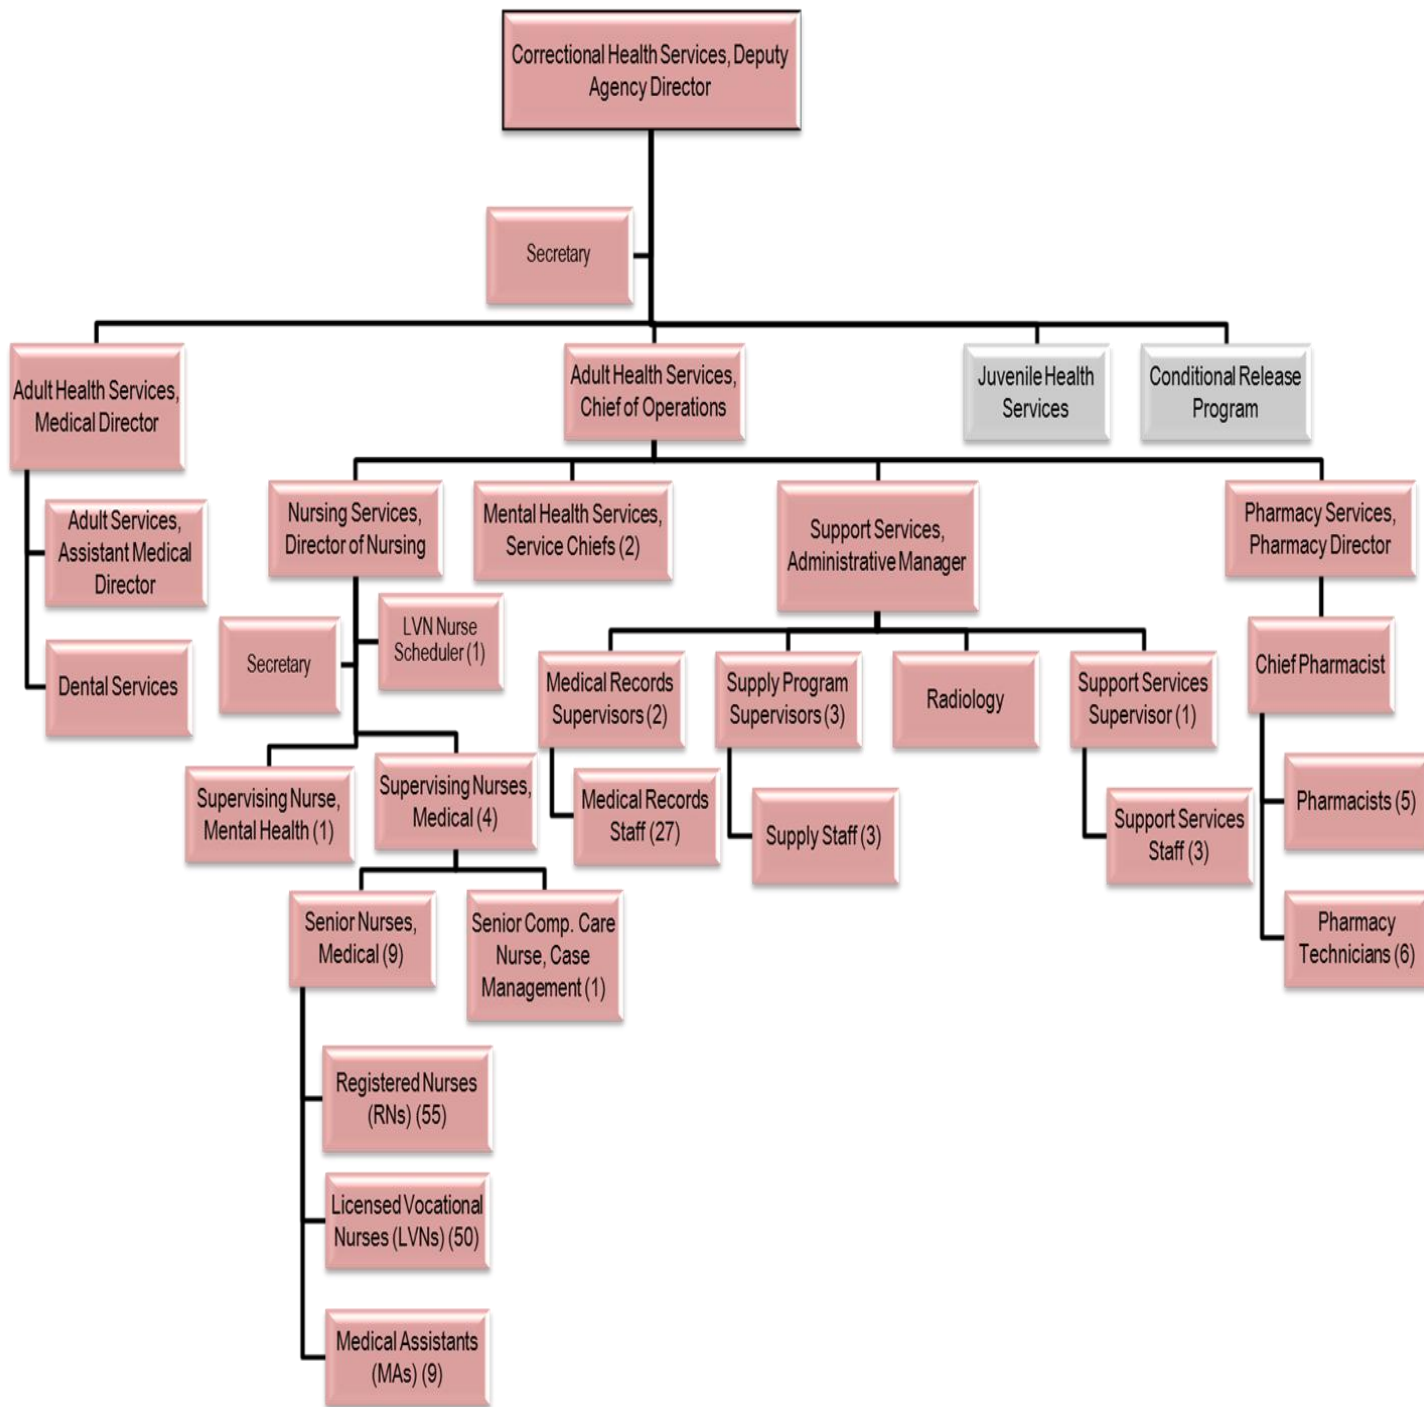 Correctional Health Services, Deputy
Agency Director
Secretary
Adult Health Services,
Medical Director
Adult Health Services,
Chief of Operations
Juvenile Health
Services
Conditional Release
Program
Adult Services,
Assistant Medical
Director
Dental Services
Nursing Services,
Director of Nursing
Mental Health Services,
Service Chiefs (2)
Support Services,
Administrative Manager
Pharmacy Services,
Pharmacy Director
Secretary
LVN Nurse
Scheduler (1)
Medical Records
Supervisors (2)
Supply Program
Supervisors (3)
Radiology
Support Services
Supervisor (1)
Chief Pharmacist
Supervising Nurse,
Mental Health (1)
Supervising Nurses,
Medical (4)
Medical Records
Staff (27)
Supply Staff (3)
Support Services
Staff (3)
Pharmacists (5)
Senior Nurses,
Medical (9)
Senior Comp. Care
Nurse, Case
Management (1)
Pharmacy
Technicians (6)
Registered Nurses
(RNs) (55)
Licensed Vocational
Nurses (LVNs) (50)
Medical Assistants
(MAs) (9)